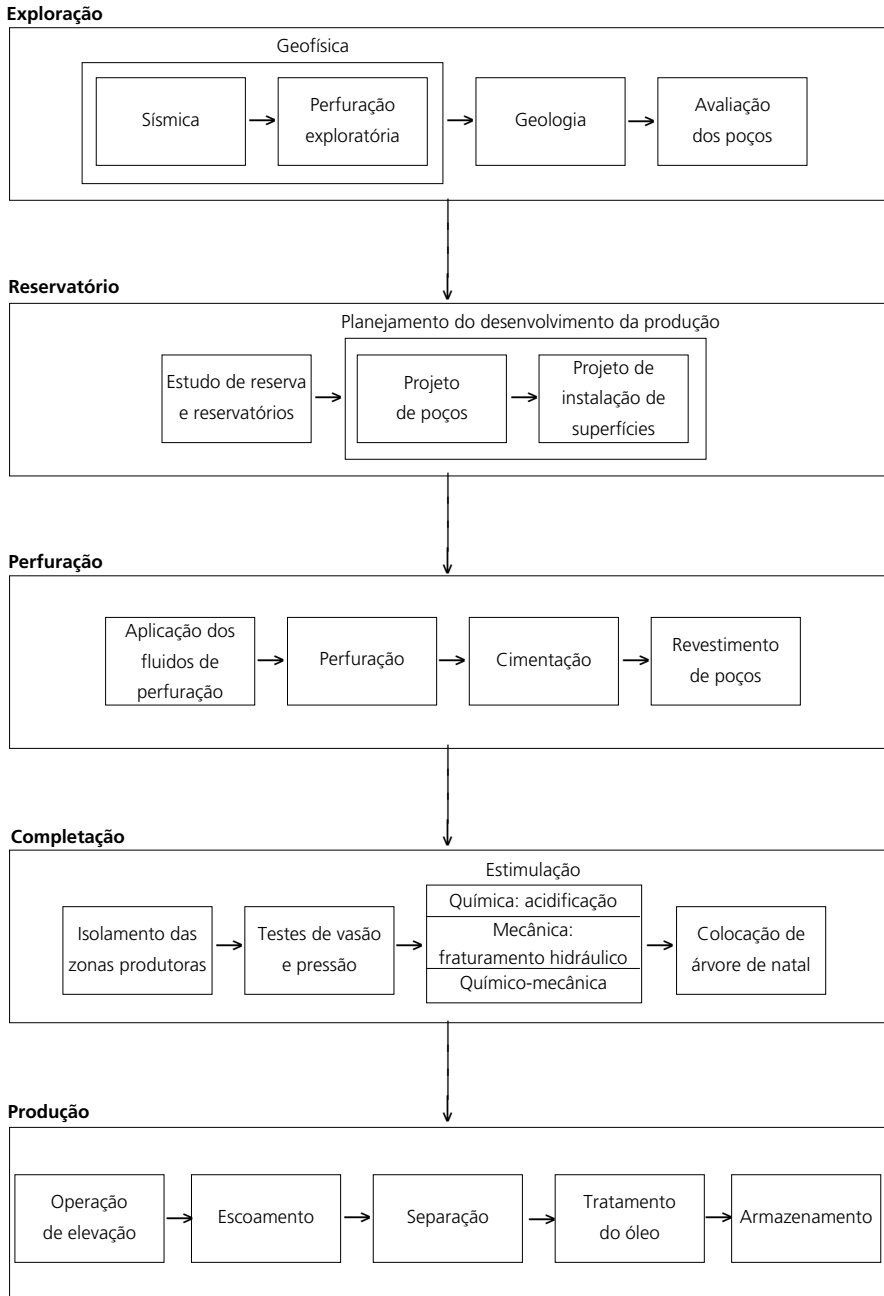 Exploração
Geofísica
Sísmica
Perfuração
exploratória
Geologia
Avaliação
dos poços
Reservatório
Planejamento do desenvolvimento da produção
Estudo de reserva
e reservatórios
Projeto
de poços
Projeto de
instalação de
superfícies
Perfuração
Aplicação dos
fluidos de
perfuração
Perfuração
Cimentação
Revestimento
de poços
Completação
Estimulação
Isolamento das
zonas produtoras
Testes de vasão
e pressão
Química: acidificação
Mecânica:
fraturamento hidráulico
Químico-mecânica
Colocação de
árvore de natal
Produção
Operação
de elevação
Escoamento
Separação
Tratamento
do óleo
Armazenamento